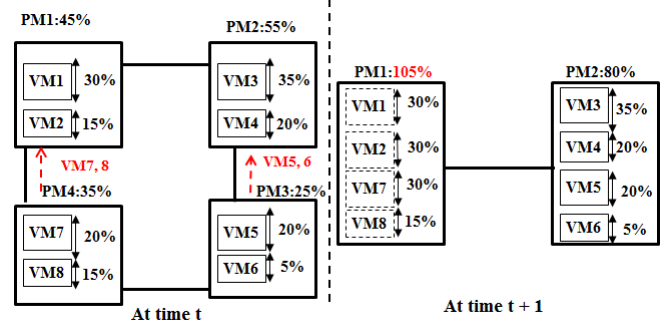 PM1:45%
VM1 30%
VM2 15%
PM2:55%
VM3 35%
VM4 20%
VM7, 8
VM5, 6
PM4:35%
VM7 20%
VM8 15%
PM3:25%
VM5 20%
VM6 5%
At time t
PM1:105%
VM1 30%
VM2 30%
VM7 30%
VM8 15%
PM2:80%
VM3 35%
VM4 20%
VM5 20%
VM6 5%
At time t + 1